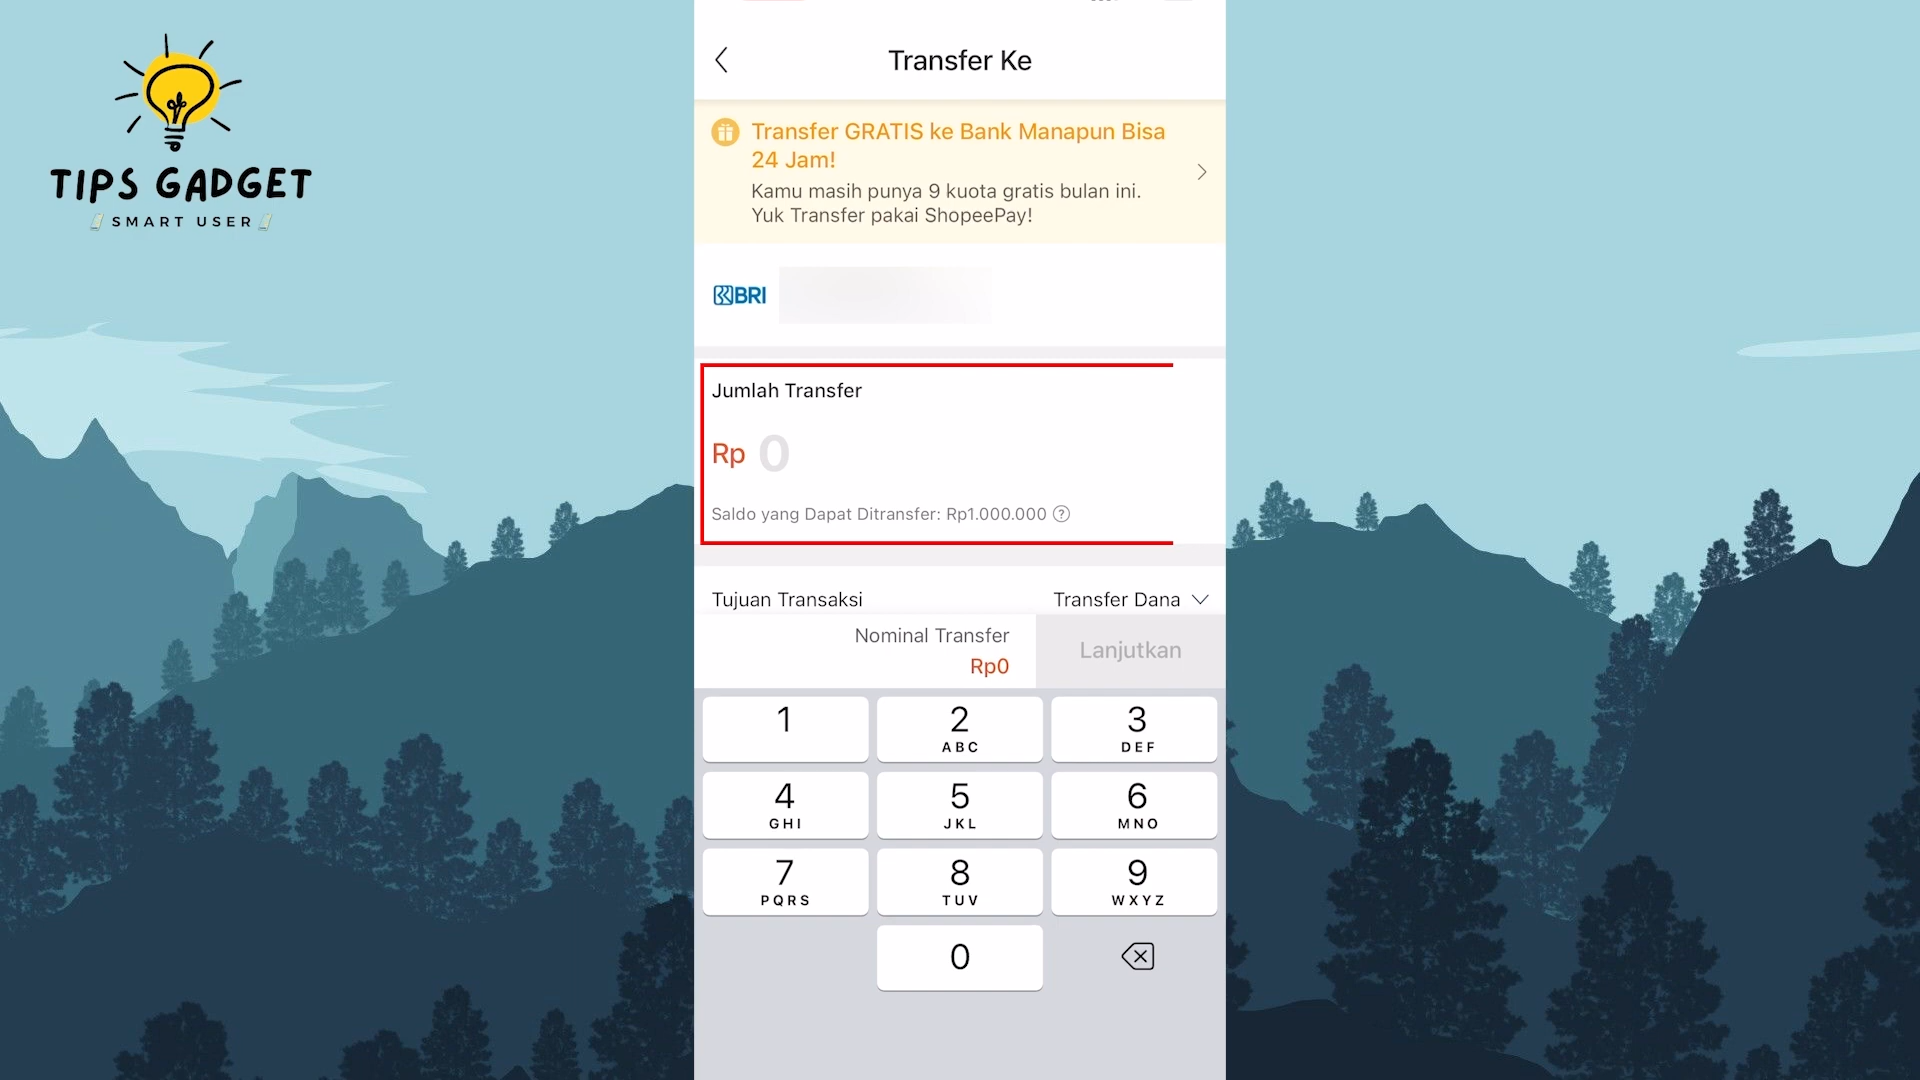 TIPS GADGET
SMART USER
Transfer Ke
Transfer GRATIS ke Bank Manapun Bisa
24 Jam!
Kamu masih punya 9 kuota gratis bulan ini.
Yuk Transfer pakai ShopeePay!
BRI
Jumlah Transfer
Rp 0
Saldo yang Dapat Ditransfer: Rp1.000.000 ?
Tujuan Transaksi
Transfer Dana
Nominal Transfer
Rp0
Lanjutkan
1 2 3
ABC DEF
4 5 6
GHI JKL MNO
7 8 9
PQRS TUV WXYZ
0